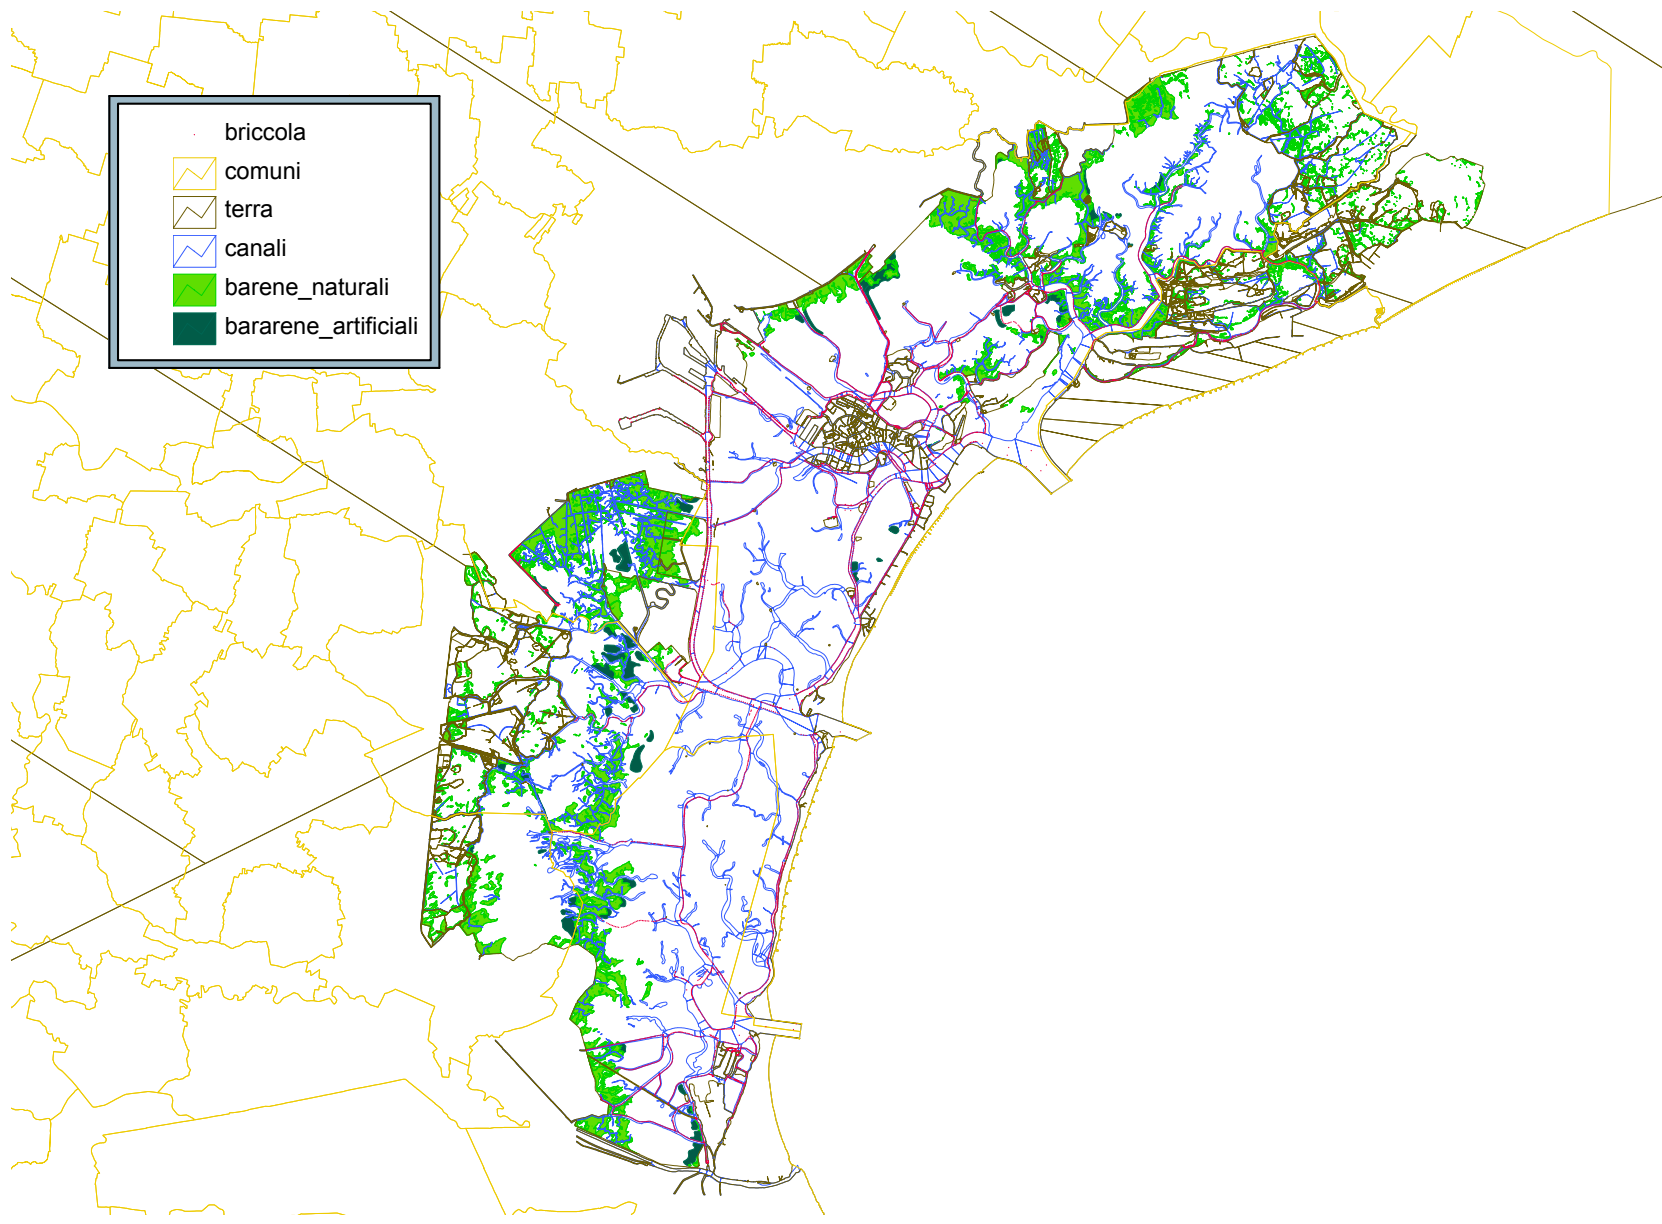 briccola
comuni
terra
canali
barene_naturali
bararene_artificiali